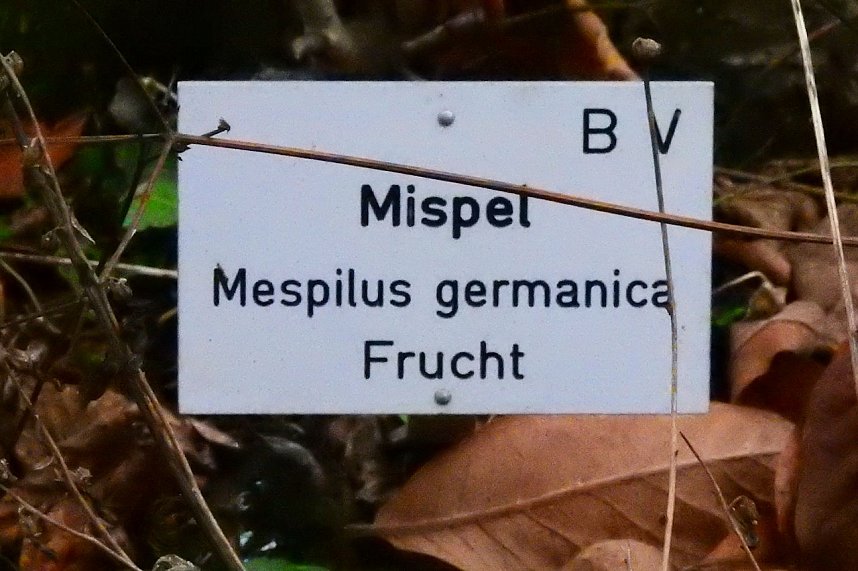 B V
Mispel
Mespilus germanica
Frucht